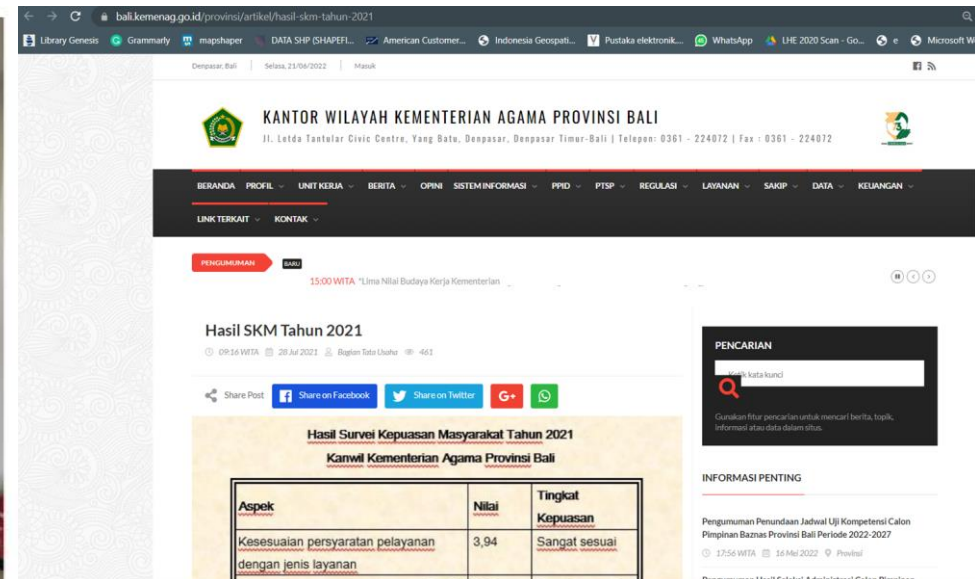 bali.kemenag.go.id/provinsi/artikel/hasil-skm-tahun-2021
Library Genesis Grammarly mapshaper DATA SHP (SHAPEFI... American Customer... Indonesia Geospati... Pustaka elektronik,... WhatsApp LHE 2020 Scan - Go... e Microsoft W
Denpasar, Bali Selasa, 21/06/2022 Masuk
KANTOR WILAYAH KEMENTERIAN AGAMA PROVINSI BALI
Jl. Letda Tantular Civic Centre, Yang Batu, Denpasar, Denpasar Timur-Bali | Telepon: 0361 - 224072 | Fax : 0361 - 224072
BERANDA PROFIL UNIT KERJA BERITA OPINI SISTEM INFORMASI PPID PTSP REGULASI LAYANAN SAKIP DATA KEUANGAN
LINK TERKAIT KONTAK
PENGUMUMAN BARU
15:00 WITA "Lima Nilai Budaya Kerja Kementerian
Hasil SKM Tahun 2021
09:16 WITA 28 Jul 2021 Bagian Tata Usaha 461
Share Post Share on Facebook Share on Twitter G+
Hasil Survei Kepuasan Masyarakat Tahun 2021
Kanwil Kementerian Agama Provinsi Bali
Aspek Nilai Tingkat Kepuasan
Kesesuaian persyaratan pelayanan 3,94 Sangat sesuai
dengan jenis layanan
PENCARIAN
Ketik kata kunci
Gunakan fitur pencarian untuk mencari berita, topik,
informasi atau data dalam situs.
INFORMASI PENTING
Pengumuman Penundaan Jadwal Uji Kompetensi Calon
Pimpinan Baznas Provinsi Bali Periode 2022-2027
17:56 WITA 16 Mei 2022 Provinsi
Pengumuman Hasil Seleksi Administrasi Calon Pimpinan